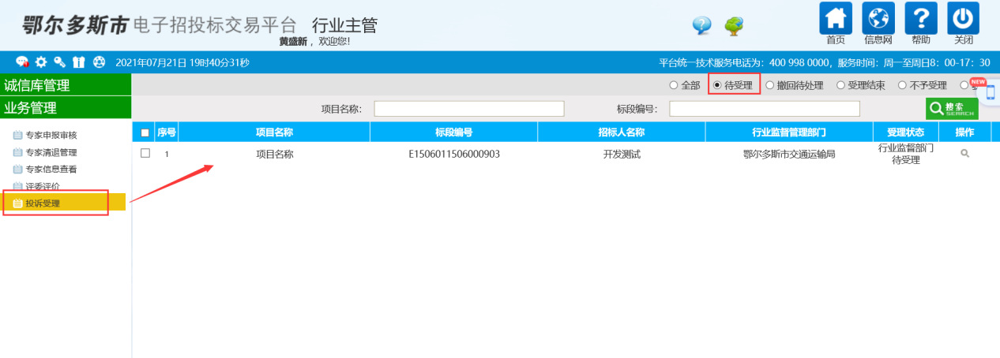 鄂尔多斯市 电子招投标交易平台 行业主管
黄盛新，欢迎您!
首页 信息网 帮助 关闭
2021年07月21日 19时40分31秒 平台统一技术服务电话为：400 998 0000，服务时间：周一至周日8：00-17：30
诚信库管理
全部 待受理 撤回待处理 受理结束 不予受理
NEW
业务管理
项目名称： 标段编号： 搜索
SEARCH
序号 项目名称 标段编号 招标人名称 行业监督管理部门 受理状态 操作
1 项目名称 E1506011506000903 开发测试 鄂尔多斯市交通运输局 行业监督部门
待受理
专家申报审核
专家清退管理
专家信息查看
评委评价
投诉受理